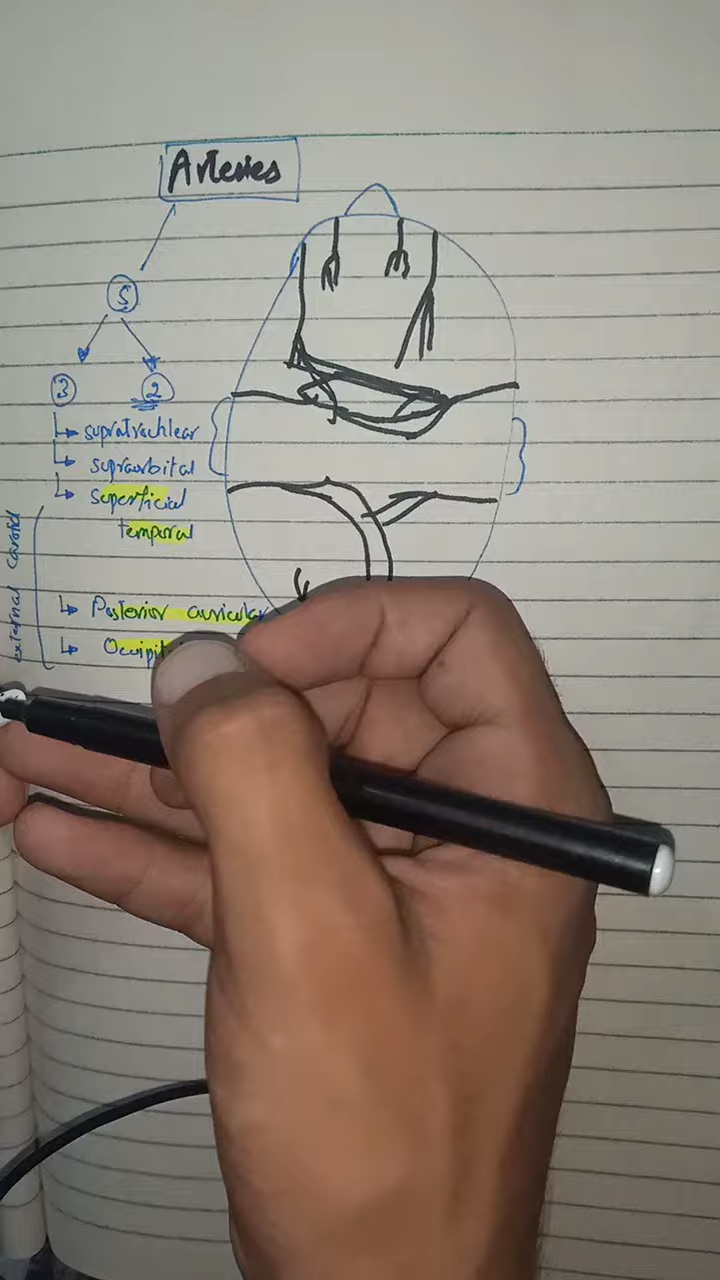 Arteries
5
3 2
supratrochlear
supraorbital
Superficial
temporal
Posterior auricular
external carotid